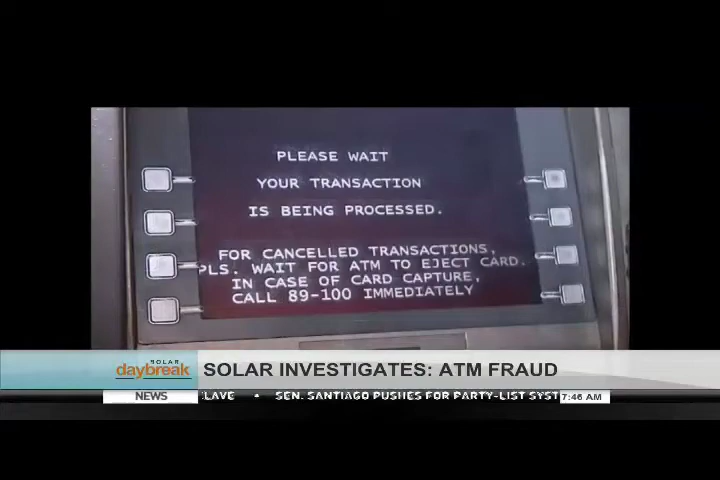 PLEASE WAIT
YOUR TRANSACTION
IS BEING PROCESSED.
FOR CANCELLED TRANSACTIONS,
PLS. WAIT FOR ATM TO EJECT CARD.
IN CASE OF CARD CAPTURE,
CALL 89-100 IMMEDIATELY
SOLAR
daybreak
SOLAR INVESTIGATES: ATM FRAUD
NEWS
• SEN. SANTIAGO PUSHES FOR PARTY-LIST SYST
7:46 AM